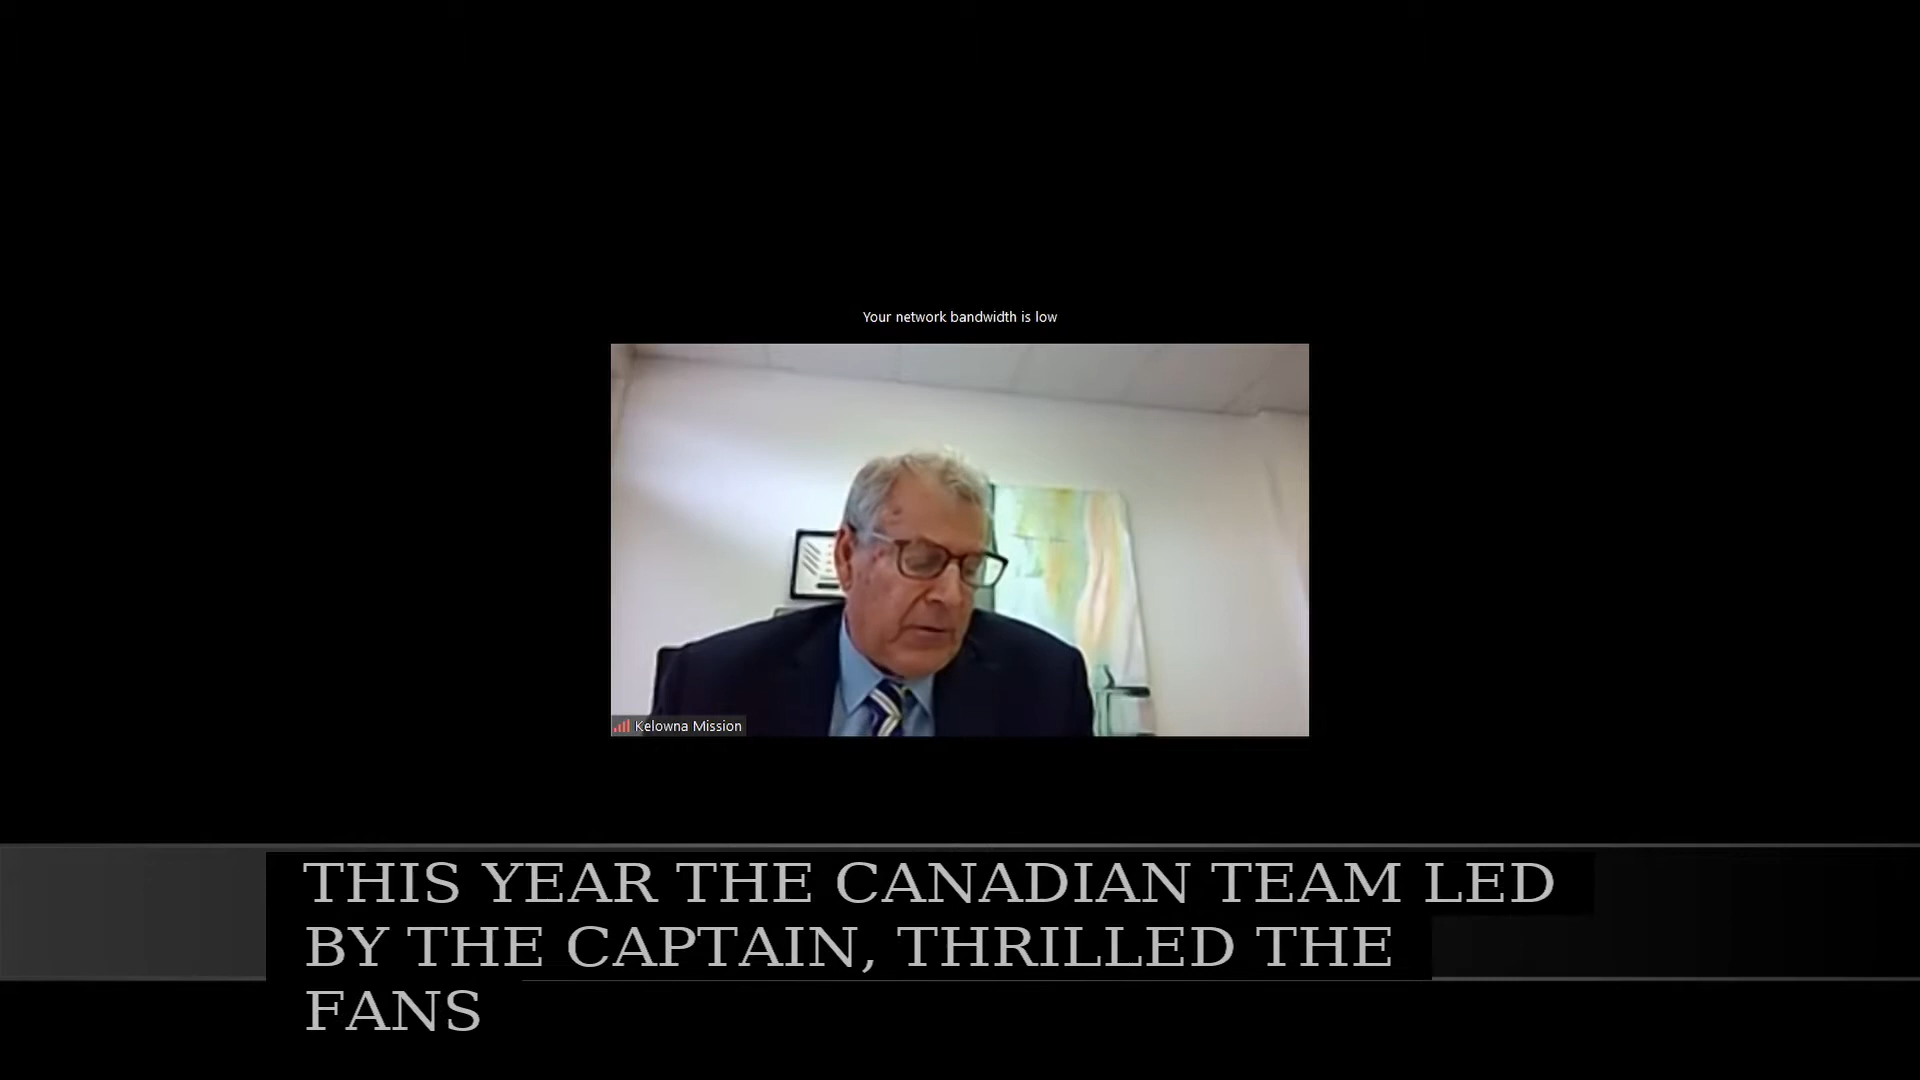 Your network bandwidth is low
Kelowna Mission
THIS YEAR THE CANADIAN TEAM LED
BY THE CAPTAIN, THRILLED THE
FANS